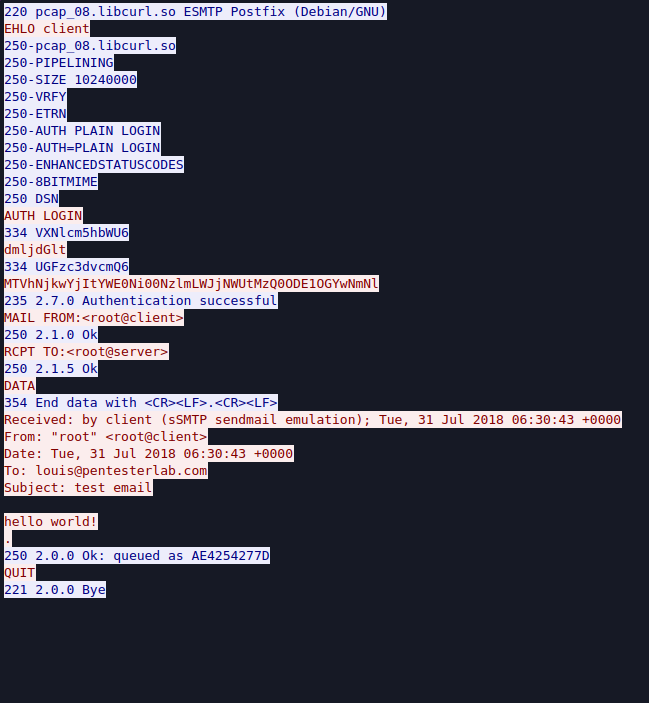 220 pcap_08.libcurl.so ESMTP Postfix (Debian/GNU)
EHLO client
250-pcap_08.libcurl.so
250-PIPELINING
250-SIZE 10240000
250-VRFY
250-ETRN
250-AUTH PLAIN LOGIN
250-AUTH=PLAIN LOGIN
250-ENHANCEDSTATUSCODES
250-8BITMIME
250 DSN
AUTH LOGIN
334 VXNlcm5hbWU6
dmljdGlt
334 UGFzc3dvcmQ6
MTVhNjkwYjItYWE0Ni00NzlmLWJjNWUtMzQ0ODE1OGYwNmNl
235 2.7.0 Authentication successful
MAIL FROM:<root@client>
250 2.1.0 Ok
RCPT TO:<root@server>
250 2.1.5 Ok
DATA
354 End data with <CR><LF>.<CR><LF>
Received: by client (sSMTP sendmail emulation); Tue, 31 Jul 2018 06:30:43 +0000
From: "root" <root@client>
Date: Tue, 31 Jul 2018 06:30:43 +0000
To: louis@pentesterlab.com
Subject: test email

hello world!
.
250 2.0.0 Ok: queued as AE4254277D
QUIT
221 2.0.0 Bye